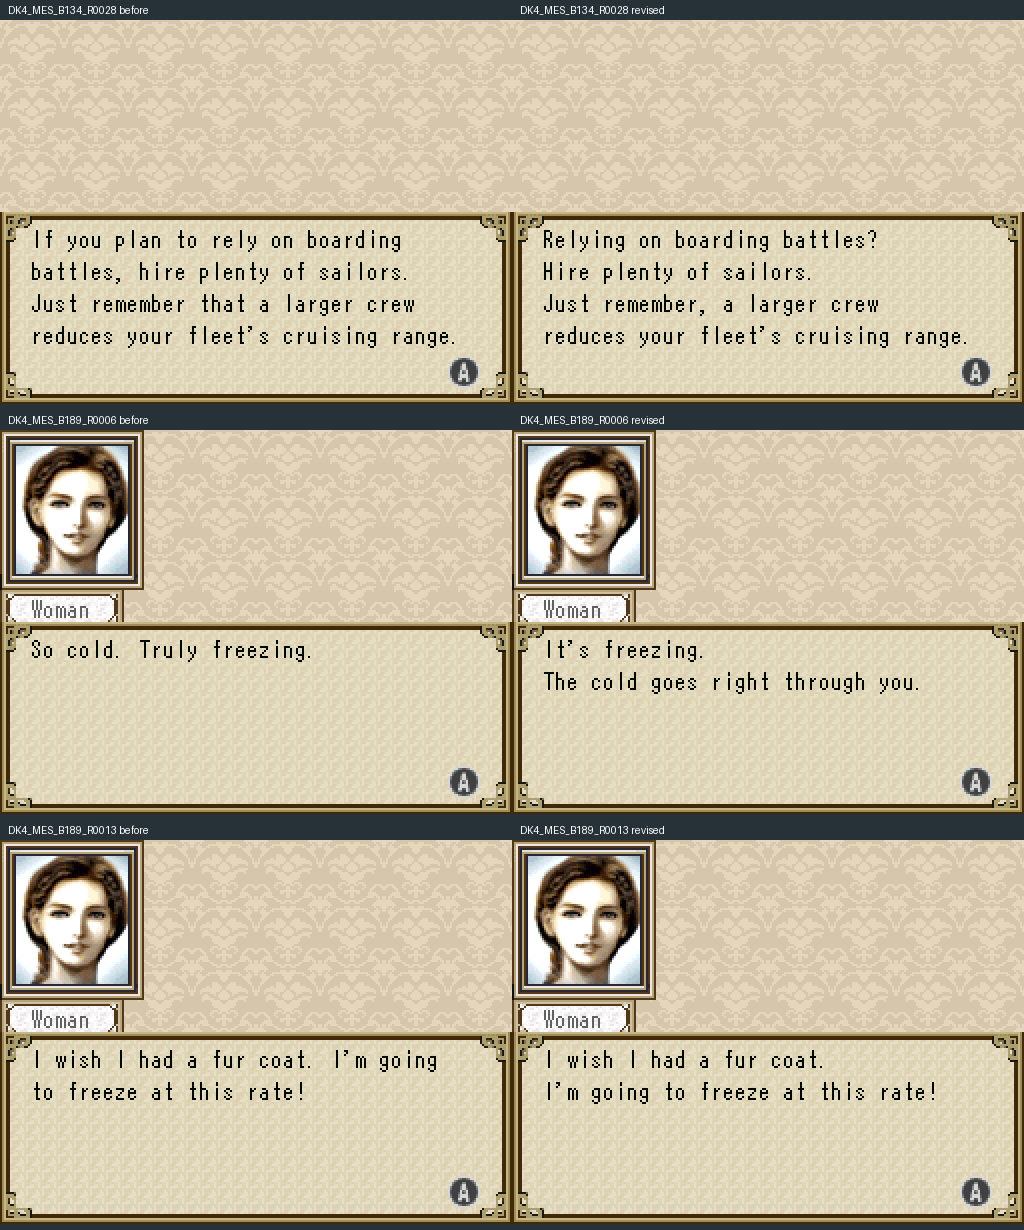 DK4_MES_B134_R0028 before
DK4_MES_B134_R0028 revised
If you plan to rely on boarding
battles, hire plenty of sailors.
Just remember that a larger crew
reduces your fleet's cruising range.
A
Relying on boarding battles?
Hire plenty of sailors.
Just remember, a larger crew
reduces your fleet's cruising range.
A
DK4_MES_B189_R0006 before
DK4_MES_B189_R0006 revised
Woman
So cold. Truly freezing.
A
Woman
It's freezing.
The cold goes right through you.
A
DK4_MES_B189_R0013 before
DK4_MES_B189_R0013 revised
Woman
I wish I had a fur coat. I'm going
to freeze at this rate!
A
Woman
I wish I had a fur coat.
I'm going to freeze at this rate!
A